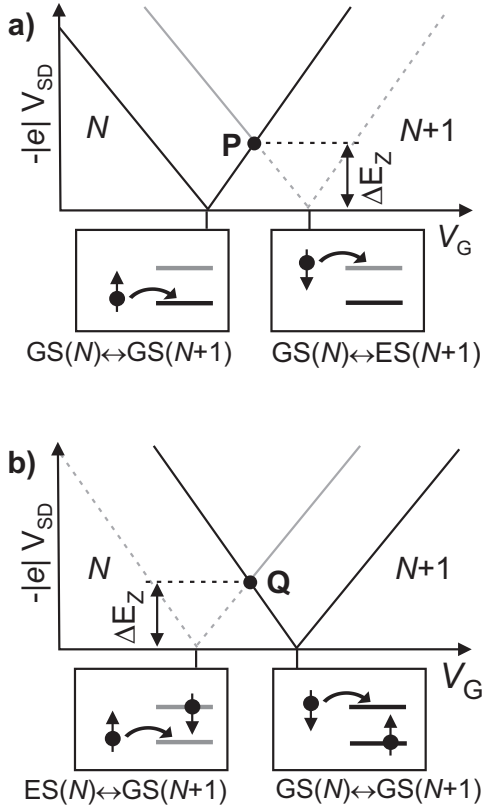 a)
-|e| V_SD
N
P
N+1
ΔE_Z
V_G
GS(N)↔GS(N+1)
GS(N)↔ES(N+1)
b)
-|e| V_SD
N
Q
N+1
ΔE_Z
V_G
ES(N)↔GS(N+1)
GS(N)↔GS(N+1)